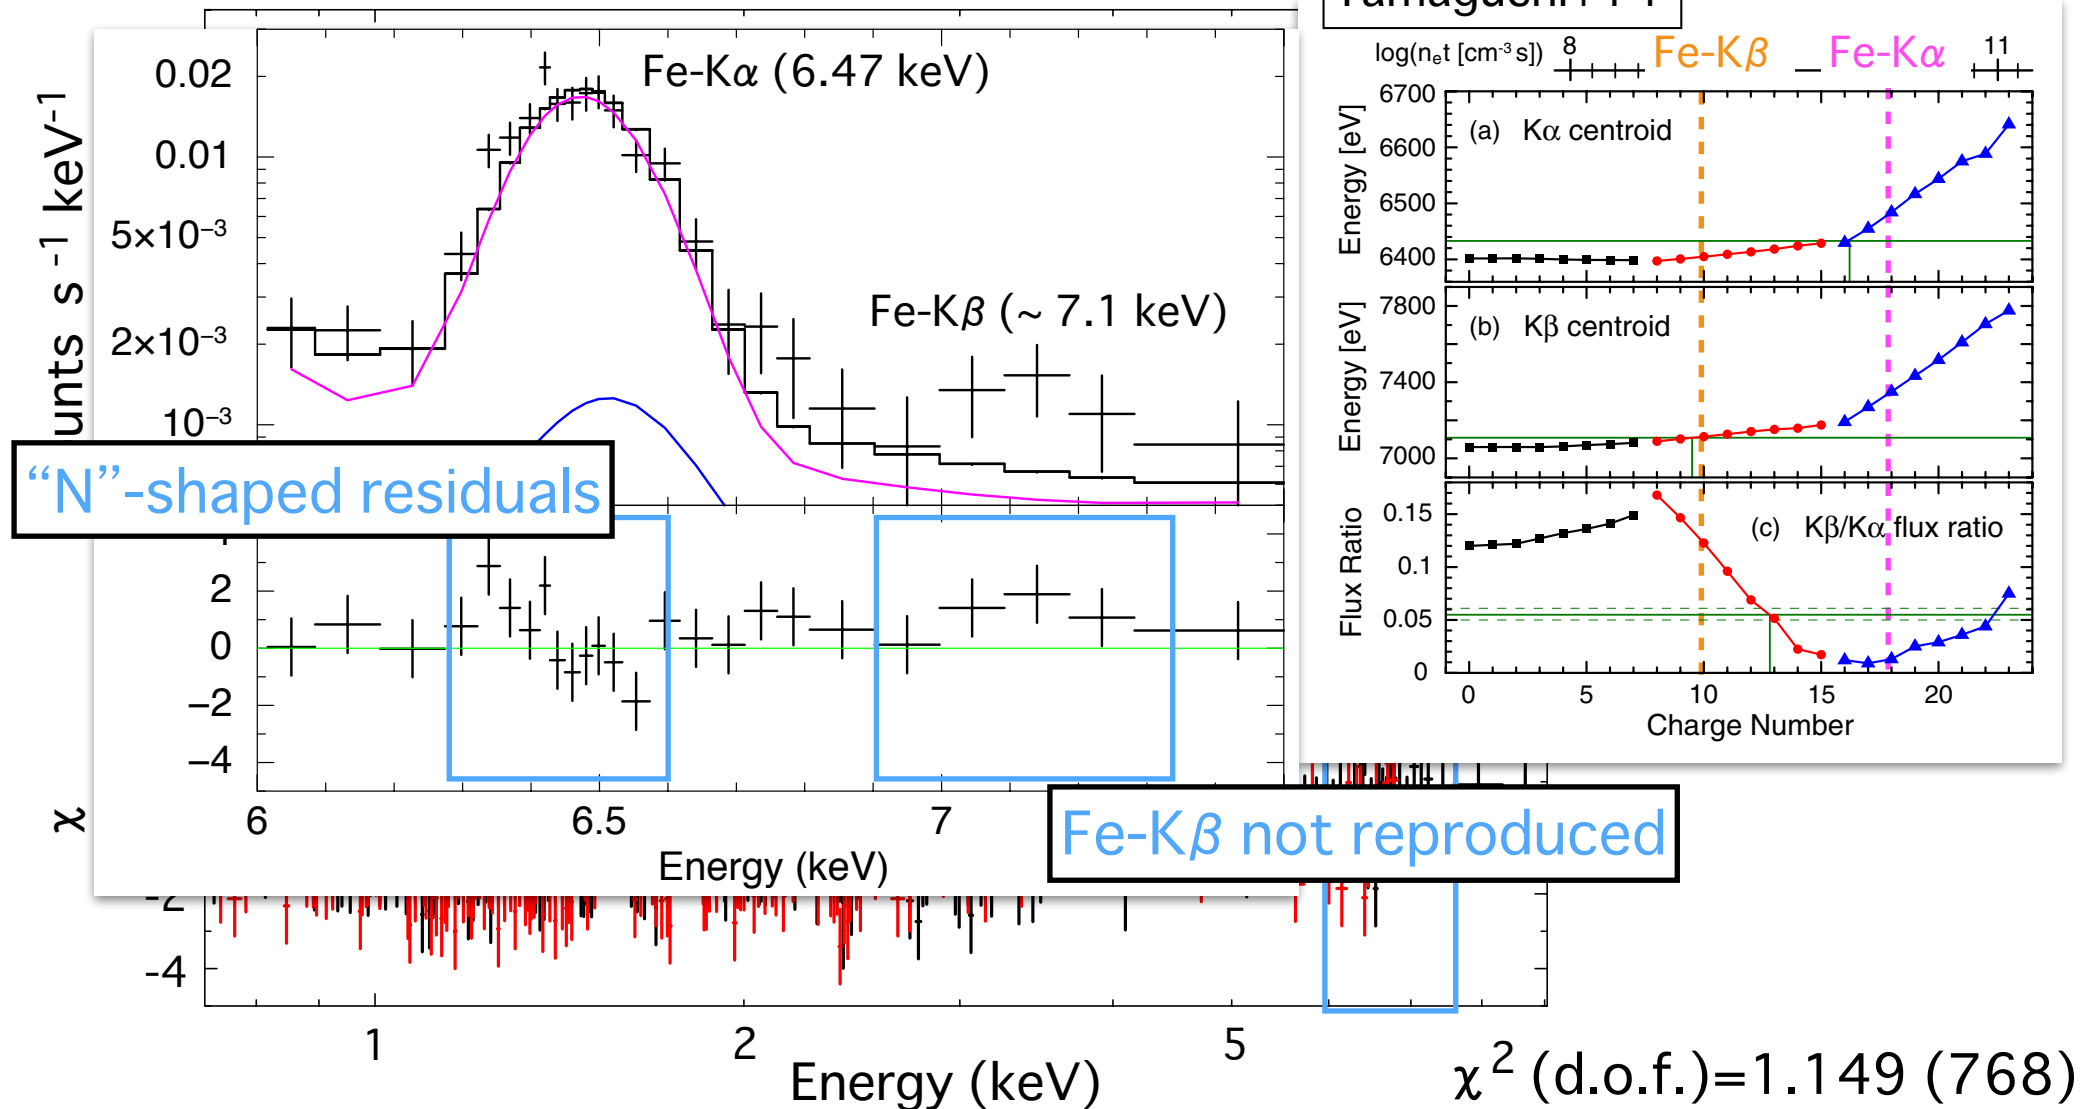 Fe-Kα (6.47 keV)
Fe-Kβ (~ 7.1 keV)
0.02
0.01
5×10⁻³
2×10⁻³
10⁻³
unts s⁻¹ keV⁻¹
“N”-shaped residuals
2
0
−2
−4
χ
6
6.5
7
Energy (keV)
Fe-Kβ not reproduced
log(nₑt [cm⁻³ s])
8
Fe-Kβ
Fe-Kα
11
6700
6600
6500
6400
Energy [eV]
(a) Kα centroid
7800
7400
7000
Energy [eV]
(b) Kβ centroid
0.15
0.1
0.05
0
Flux Ratio
(c) Kβ/Kα flux ratio
0
5
10
15
20
Charge Number
-4
1
2
5
Energy (keV)
χ² (d.o.f.)=1.149 (768)